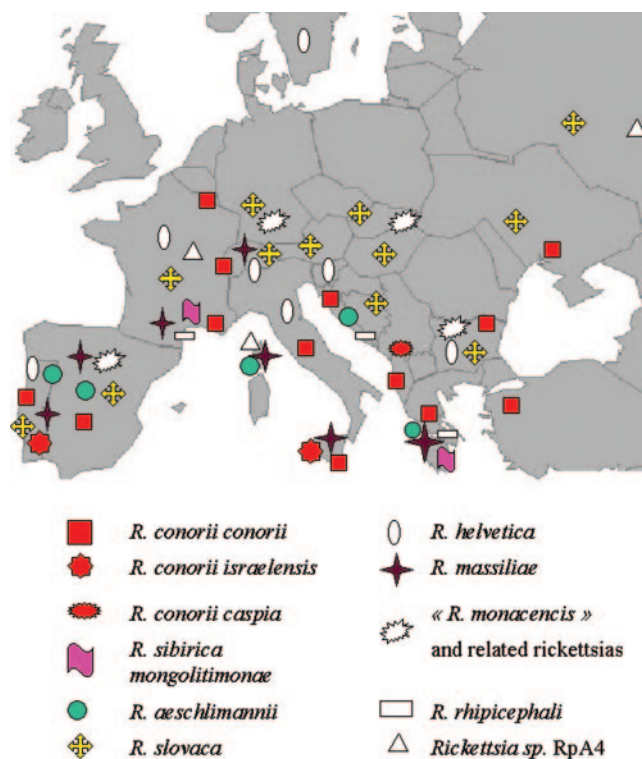 R. conorii conorii
R. conorii israelensis
R. conorii caspia
R. sibirica
mongolitimonae
R. aeschlimannii
R. slovaca
R. helvetica
R. massiliae
« R. monacencis »
and related rickettsias
R. rhipicephali
Rickettsia sp. RpA4